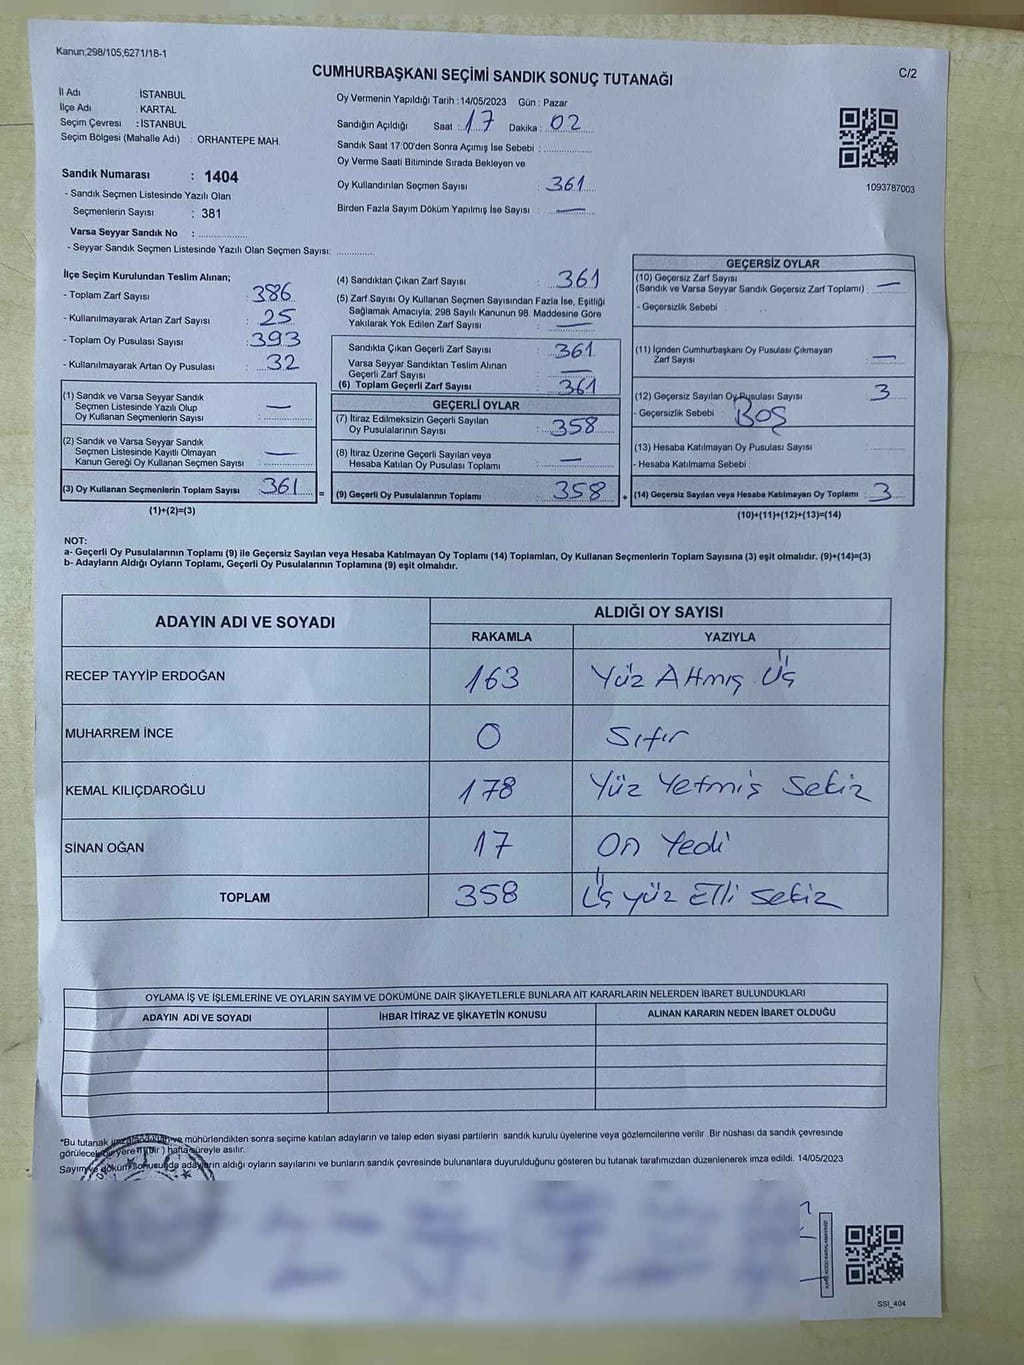 Kanun;298/105;6271/18-1
CUMHURBAŞKANI SEÇİMİ SANDIK SONUÇ TUTANAĞI
C/2
İl Adı : İSTANBUL
İlçe Adı : KARTAL
Seçim Çevresi : İSTANBUL
Seçim Bölgesi (Mahalle Adı) : ORHANTEPE MAH.
Sandık Numarası : 1404
- Sandık Seçmen Listesinde Yazılı Olan
Seçmenlerin Sayısı : 381
Varsa Seyyar Sandık No :
- Seyyar Sandık Seçmen Listesinde Yazılı Olan Seçmen Sayısı:
Oy Vermenin Yapıldığı Tarih : 14/05/2023 Gün : Pazar
Sandığın Açıldığı Saat : 17 Dakika : 02
Sandık Saat 17:00'den Sonra Açımış İse Sebebi :
Oy Verme Saati Bitiminde Sırada Bekleyen ve
Oy Kullandırılan Seçmen Sayısı : 361
Birden Fazla Sayım Döküm Yapılmış İse Sayısı : —
1093787003
İlçe Seçim Kurulundan Teslim Alınan;
- Toplam Zarf Sayısı : 386
- Kullanılmayarak Artan Zarf Sayısı : 25
- Toplam Oy Pusulası Sayısı : 393
- Kullanılmayarak Artan Oy Pusulası : 32
(1) Sandık ve Varsa Seyyar Sandık
Seçmen Listesinde Yazılı Olup
Oy Kullanan Seçmenlerin Sayısı : —
(2) Sandık ve Varsa Seyyar Sandık
Seçmen Listesinde Kayıtlı Olmayan
Kanun Gereği Oy Kullanan Seçmen Sayısı : —
(3) Oy Kullanan Seçmenlerin Toplam Sayısı : 361
(1)+(2)=(3)
(4) Sandıktan Çıkan Zarf Sayısı : 361
(5) Zarf Sayısı Oy Kullanan Seçmen Sayısından Fazla İse, Eşitliği
Sağlamak Amacıyla; 298 Sayılı Kanunun 98. Maddesine Göre
Yakılarak Yok Edilen Zarf Sayısı : —
Sandıkta Çıkan Geçerli Zarf Sayısı : 361
Varsa Seyyar Sandıktan Teslim Alınan
Geçerli Zarf Sayısı : —
(6) Toplam Geçerli Zarf Sayısı : 361
GEÇERLİ OYLAR
(7) İtiraz Edilmeksizin Geçerli Sayılan
Oy Pusulalarının Sayısı : 358
(8) İtiraz Üzerine Geçerli Sayılan veya
Hesaba Katılan Oy Pusulası Toplamı : —
= (9) Geçerli Oy Pusulalarının Toplamı : 358
GEÇERSİZ OYLAR
(10) Geçersiz Zarf Sayısı
(Sandık ve Varsa Seyyar Sandık Geçersiz Zarf Toplamı) : —
- Geçersizlik Sebebi :
(11) İçinden Cumhurbaşkanı Oy Pusulası Çıkmayan
Zarf Sayısı : —
(12) Geçersiz Sayılan Oy Pusulası Sayısı : 3
- Geçersizlik Sebebi : BOŞ
(13) Hesaba Katılmayan Oy Pusulası Sayısı :
- Hesaba Katılmama Sebebi :
+ (14) Geçersiz Sayılan veya Hesaba Katılmayan Oy Toplamı : 3
(10)+(11)+(12)+(13)=(14)
NOT:
a- Geçerli Oy Pusulalarının Toplamı (9) ile Geçersiz Sayılan veya Hesaba Katılmayan Oy Toplamı (14) Toplamları, Oy Kullanan Seçmenlerin Toplam Sayısına (3) eşit olmalıdır. (9)+(14)=(3)
b- Adayların Aldığı Oyların Toplamı, Geçerli Oy Pusulalarının Toplamına (9) eşit olmalıdır.
ADAYIN ADI VE SOYADI
ALDIĞI OY SAYISI
RAKAMLA YAZIYLA
RECEP TAYYİP ERDOĞAN 163 Yüz Altmış Üç
MUHARREM İNCE 0 Sıfır
KEMAL KILIÇDAROĞLU 178 Yüz Yetmiş Sekiz
SİNAN OĞAN 17 On Yedi
TOPLAM 358 Üç yüz Elli Sekiz
OYLAMA İŞ VE İŞLEMLERİNE VE OYLARIN SAYIM VE DÖKÜMÜNE DAİR ŞİKAYETLERLE BUNLARA AİT KARARLARIN NELERDEN İBARET BULUNDUKLARI
ADAYIN ADI VE SOYADI İHBAR İTİRAZ VE ŞİKAYETİN KONUSU ALINAN KARARIN NEDEN İBARET OLDUĞU
*Bu tutanak ve mühürlendikten sonra seçime katılan adayların ve talep eden siyasi partilerin sandık kurulu üyelerine veya gözlemcilerine verilir .Bir nüshası da sandık çevresinde
görülecek bir yere hafta süreyle asılır.
Sayım ve döküm sonucunda adayların aldığı oyların sayılarını ve bunların sandık çevresinde bulunanlara duyurulduğunu gösteren bu tutanak tarafımızdan düzenlenerek imza edildi. 14/05/2023
SSI_404